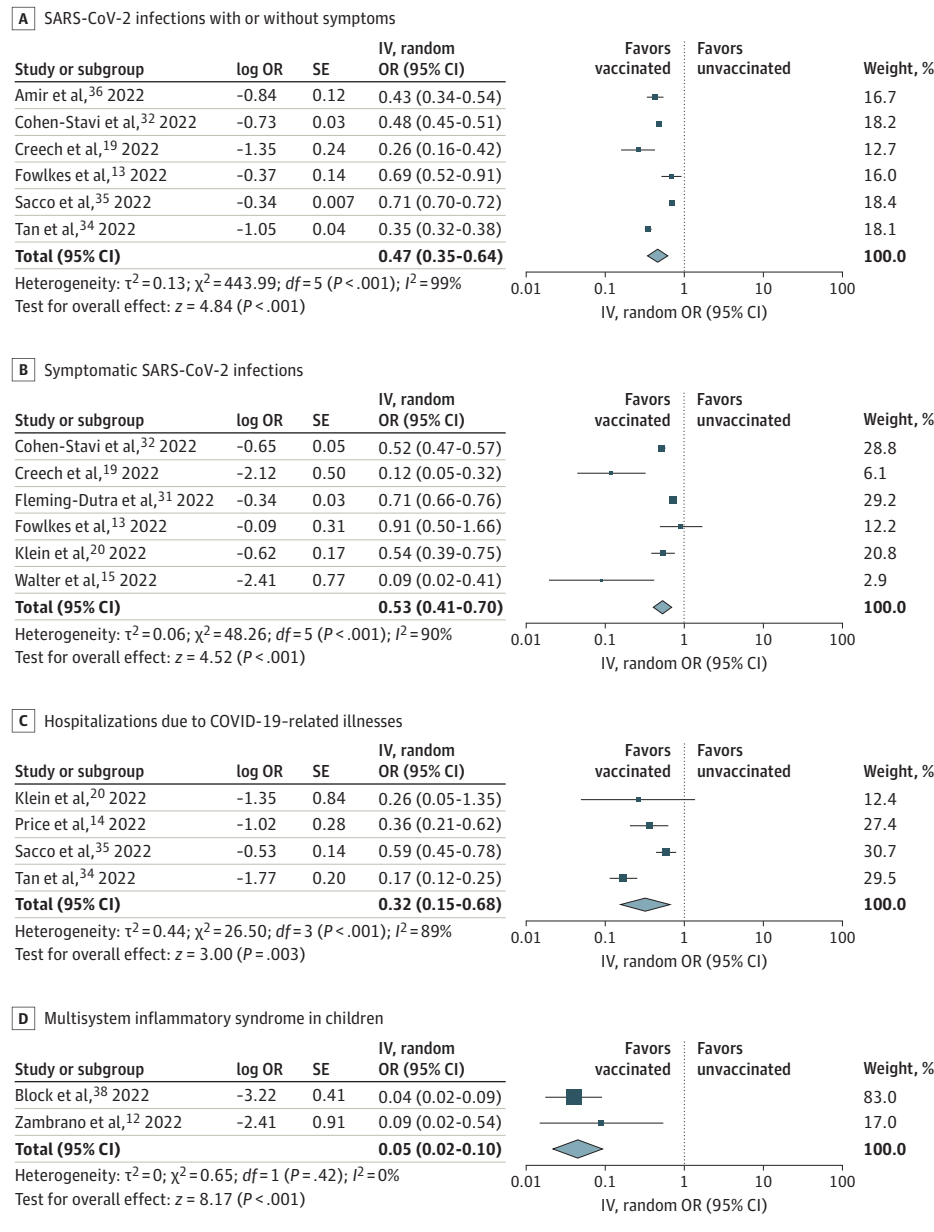 A SARS-CoV-2 infections with or without symptoms
Study or subgroup log OR SE IV, random OR (95% CI) Favors vaccinated Favors unvaccinated Weight, %
Amir et al,36 2022 −0.84 0.12 0.43 (0.34-0.54) 16.7
Cohen-Stavi et al,32 2022 −0.73 0.03 0.48 (0.45-0.51) 18.2
Creech et al,19 2022 −1.35 0.24 0.26 (0.16-0.42) 12.7
Fowlkes et al,13 2022 −0.37 0.14 0.69 (0.52-0.91) 16.0
Sacco et al,35 2022 −0.34 0.007 0.71 (0.70-0.72) 18.4
Tan et al,34 2022 −1.05 0.04 0.35 (0.32-0.38) 18.1
Total (95% CI) 0.47 (0.35-0.64) 100.0
Heterogeneity: τ2=0.13; χ2=443.99; df=5 (P<.001); I2=99%
Test for overall effect: z=4.84 (P<.001)
0.01 0.1 1 10 100
IV, random OR (95% CI)
B Symptomatic SARS-CoV-2 infections
Study or subgroup log OR SE IV, random OR (95% CI) Favors vaccinated Favors unvaccinated Weight, %
Cohen-Stavi et al,32 2022 −0.65 0.05 0.52 (0.47-0.57) 28.8
Creech et al,19 2022 −2.12 0.50 0.12 (0.05-0.32) 6.1
Fleming-Dutra et al,31 2022 −0.34 0.03 0.71 (0.66-0.76) 29.2
Fowlkes et al,13 2022 −0.09 0.31 0.91 (0.50-1.66) 12.2
Klein et al,20 2022 −0.62 0.17 0.54 (0.39-0.75) 20.8
Walter et al,15 2022 −2.41 0.77 0.09 (0.02-0.41) 2.9
Total (95% CI) 0.53 (0.41-0.70) 100.0
Heterogeneity: τ2=0.06; χ2=48.26; df=5 (P<.001); I2=90%
Test for overall effect: z=4.52 (P<.001)
0.01 0.1 1 10 100
IV, random OR (95% CI)
C Hospitalizations due to COVID-19–related illnesses
Study or subgroup log OR SE IV, random OR (95% CI) Favors vaccinated Favors unvaccinated Weight, %
Klein et al,20 2022 −1.35 0.84 0.26 (0.05-1.35) 12.4
Price et al,14 2022 −1.02 0.28 0.36 (0.21-0.62) 27.4
Sacco et al,35 2022 −0.53 0.14 0.59 (0.45-0.78) 30.7
Tan et al,34 2022 −1.77 0.20 0.17 (0.12-0.25) 29.5
Total (95% CI) 0.32 (0.15-0.68) 100.0
Heterogeneity: τ2=0.44; χ2=26.50; df=3 (P<.001); I2=89%
Test for overall effect: z=3.00 (P=.003)
0.01 0.1 1 10 100
IV, random OR (95% CI)
D Multisystem inflammatory syndrome in children
Study or subgroup log OR SE IV, random OR (95% CI) Favors vaccinated Favors unvaccinated Weight, %
Block et al,38 2022 −3.22 0.41 0.04 (0.02-0.09) 83.0
Zambrano et al,12 2022 −2.41 0.91 0.09 (0.02-0.54) 17.0
Total (95% CI) 0.05 (0.02-0.10) 100.0
Heterogeneity: τ2=0; χ2=0.65; df=1 (P=.42); I2=0%
Test for overall effect: z=8.17 (P<.001)
0.01 0.1 1 10 100
IV, random OR (95% CI)